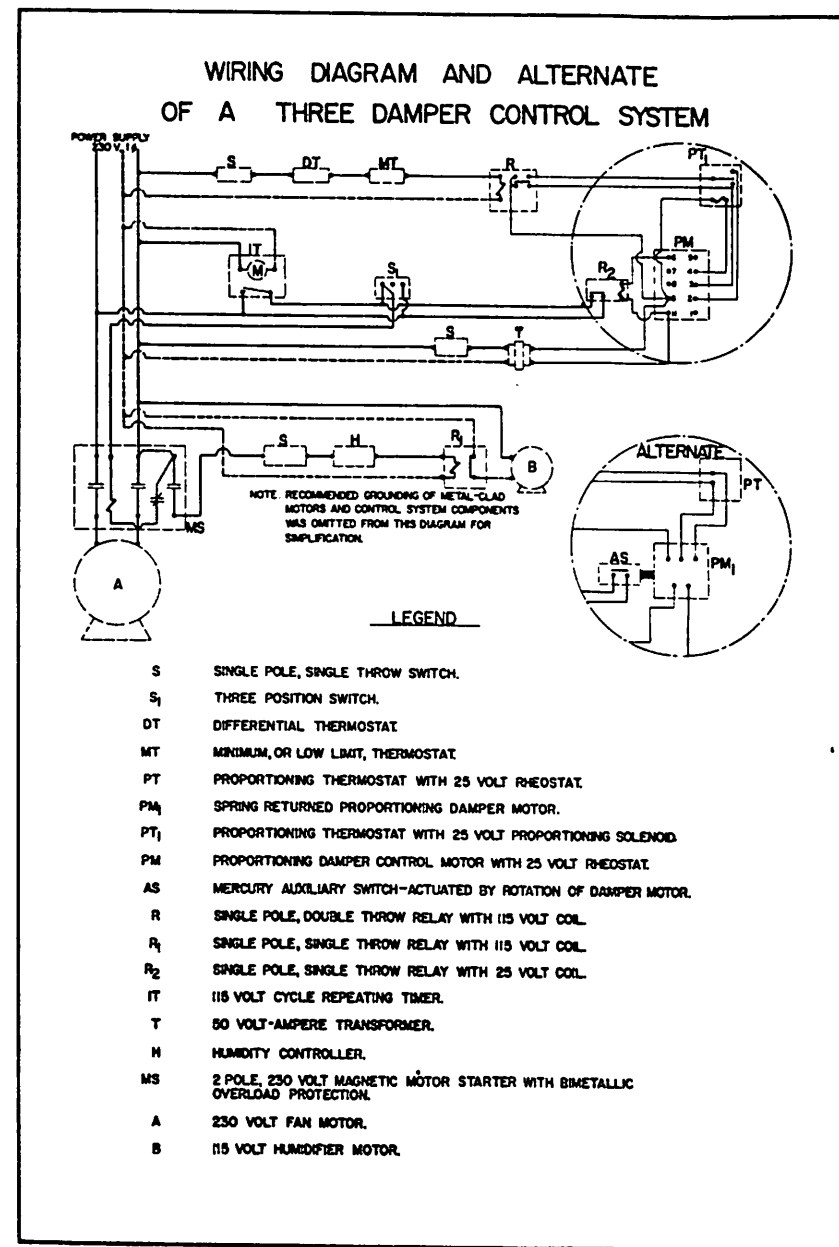 WIRING DIAGRAM AND ALTERNATE
OF A THREE DAMPER CONTROL SYSTEM
POWER SUPPLY
230 V, 1 ϕ
S DT MT R PT₁
IT
M
S₁
R₂
PM
7 4
2
1
S T
S H R₁
B
NOTE: RECOMMENDED GROUNDING OF METAL-CLAD
MOTORS AND CONTROL SYSTEM COMPONENTS
WAS OMITTED FROM THIS DIAGRAM FOR
SIMPLIFICATION.
MS
A
ALTERNATE
PT
AS
PM₁
LEGEND
S SINGLE POLE, SINGLE THROW SWITCH.
S₁ THREE POSITION SWITCH.
DT DIFFERENTIAL THERMOSTAT.
MT MINIMUM, OR LOW LIMIT, THERMOSTAT.
PT PROPORTIONING THERMOSTAT WITH 25 VOLT RHEOSTAT.
PM₁ SPRING RETURNED PROPORTIONING DAMPER MOTOR.
PT₁ PROPORTIONING THERMOSTAT WITH 25 VOLT PROPORTIONING SOLENOID.
PM PROPORTIONING DAMPER CONTROL MOTOR WITH 25 VOLT RHEOSTAT.
AS MERCURY AUXILIARY SWITCH-ACTUATED BY ROTATION OF DAMPER MOTOR.
R SINGLE POLE, DOUBLE THROW RELAY WITH 115 VOLT COIL.
R₁ SINGLE POLE, SINGLE THROW RELAY WITH 115 VOLT COIL.
R₂ SINGLE POLE, SINGLE THROW RELAY WITH 25 VOLT COIL.
IT 115 VOLT CYCLE REPEATING TIMER.
T 50 VOLT-AMPERE TRANSFORMER.
H HUMIDITY CONTROLLER.
MS 2 POLE, 230 VOLT MAGNETIC MOTOR STARTER WITH BIMETALLIC
OVERLOAD PROTECTION.
A 230 VOLT FAN MOTOR.
B 115 VOLT HUMIDIFIER MOTOR.